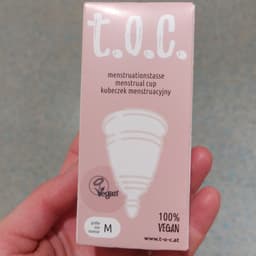 t.o.c.
menstruationstasse
menstrual cup
kubeczek menstruacyjny
vegan
M
100%
VEGAN
www.t-o-c.at